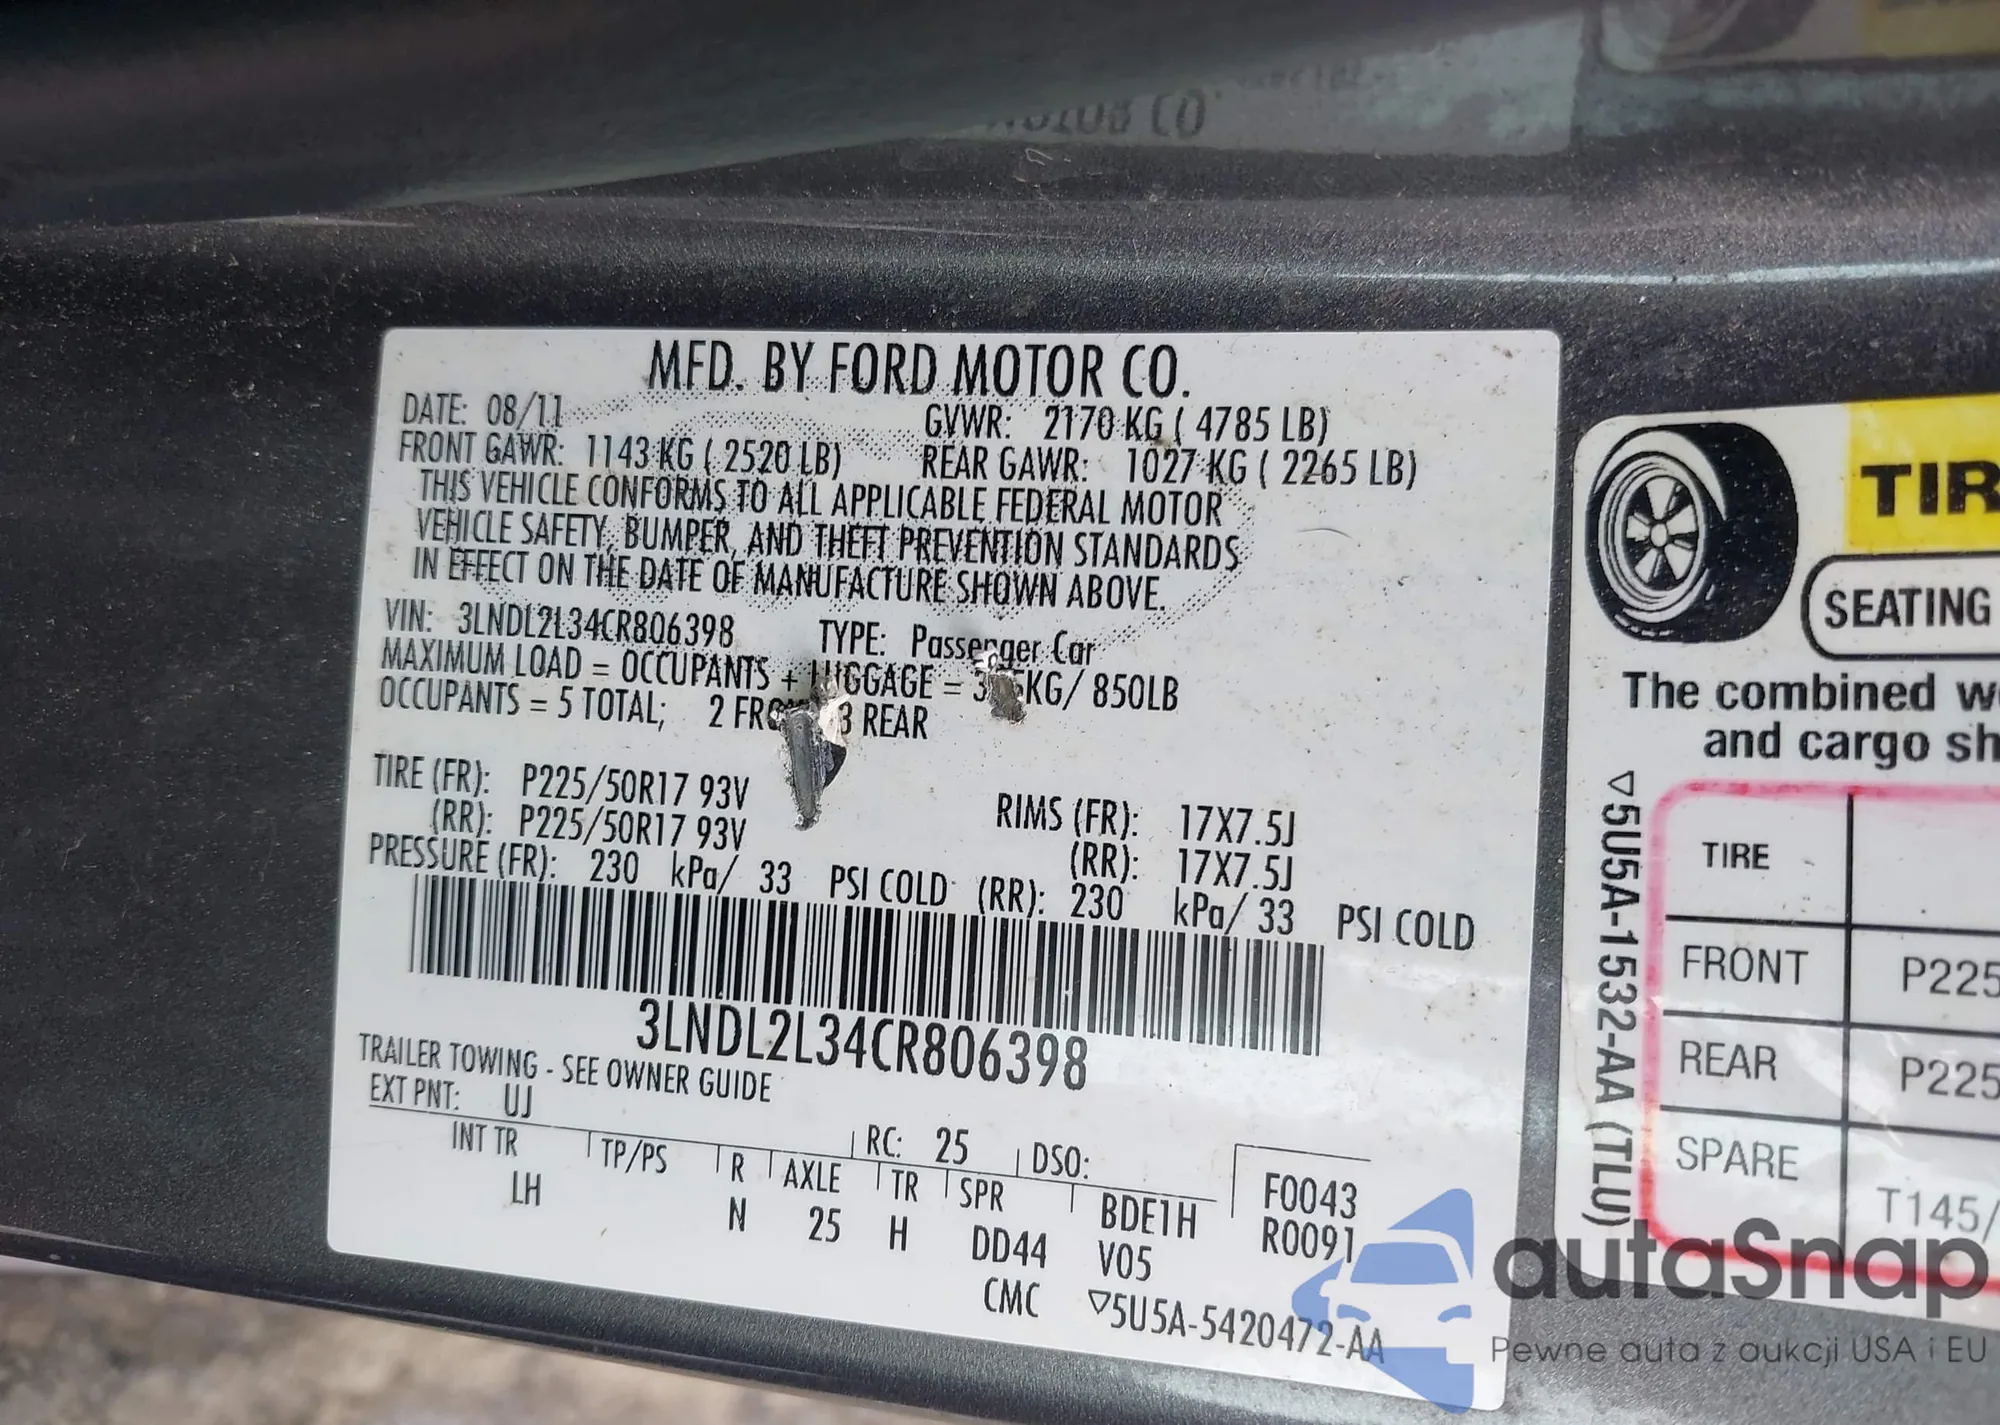 MOTOR CO.
MFD. BY FORD MOTOR CO.
DATE: 08/11 GVWR: 2170 KG ( 4785 LB)
FRONT GAWR: 1143 KG ( 2520 LB) REAR GAWR: 1027 KG ( 2265 LB)
THIS VEHICLE CONFORMS TO ALL APPLICABLE FEDERAL MOTOR
VEHICLE SAFETY, BUMPER, AND THEFT PREVENTION STANDARDS
IN EFFECT ON THE DATE OF MANUFACTURE SHOWN ABOVE.
VIN: 3LNDL2L34CR806398 TYPE: Passenger Car
MAXIMUM LOAD = OCCUPANTS + LUGGAGE = KG/ 850LB
OCCUPANTS = 5 TOTAL; 2 3 REAR
TIRE (FR): P225/50R17 93V RIMS (FR): 17X7.5J
(RR): P225/50R17 93V (RR): 17X7.5J
PRESSURE (FR): 230 kPa/ 33 PSI COLD (RR): 230 kPa/ 33 PSI COLD
3LNDL2L34CR806398
TRAILER TOWING - SEE OWNER GUIDE
EXT PNT: UJ RC: 25 DSO: F0043
INT TR TP/PS R AXLE TR SPR BDE1H R0091
LH N 25 H DD44 V05
CMC ▽5U5A-5420472-AA
TIR
SEATING
The combined w
and cargo sh
▽5U5A-1532-AA (TLU)
TIRE
FRONT P225
REAR P225
SPARE T145/
autaSnap
Pewne auta z aukcji USA i EU